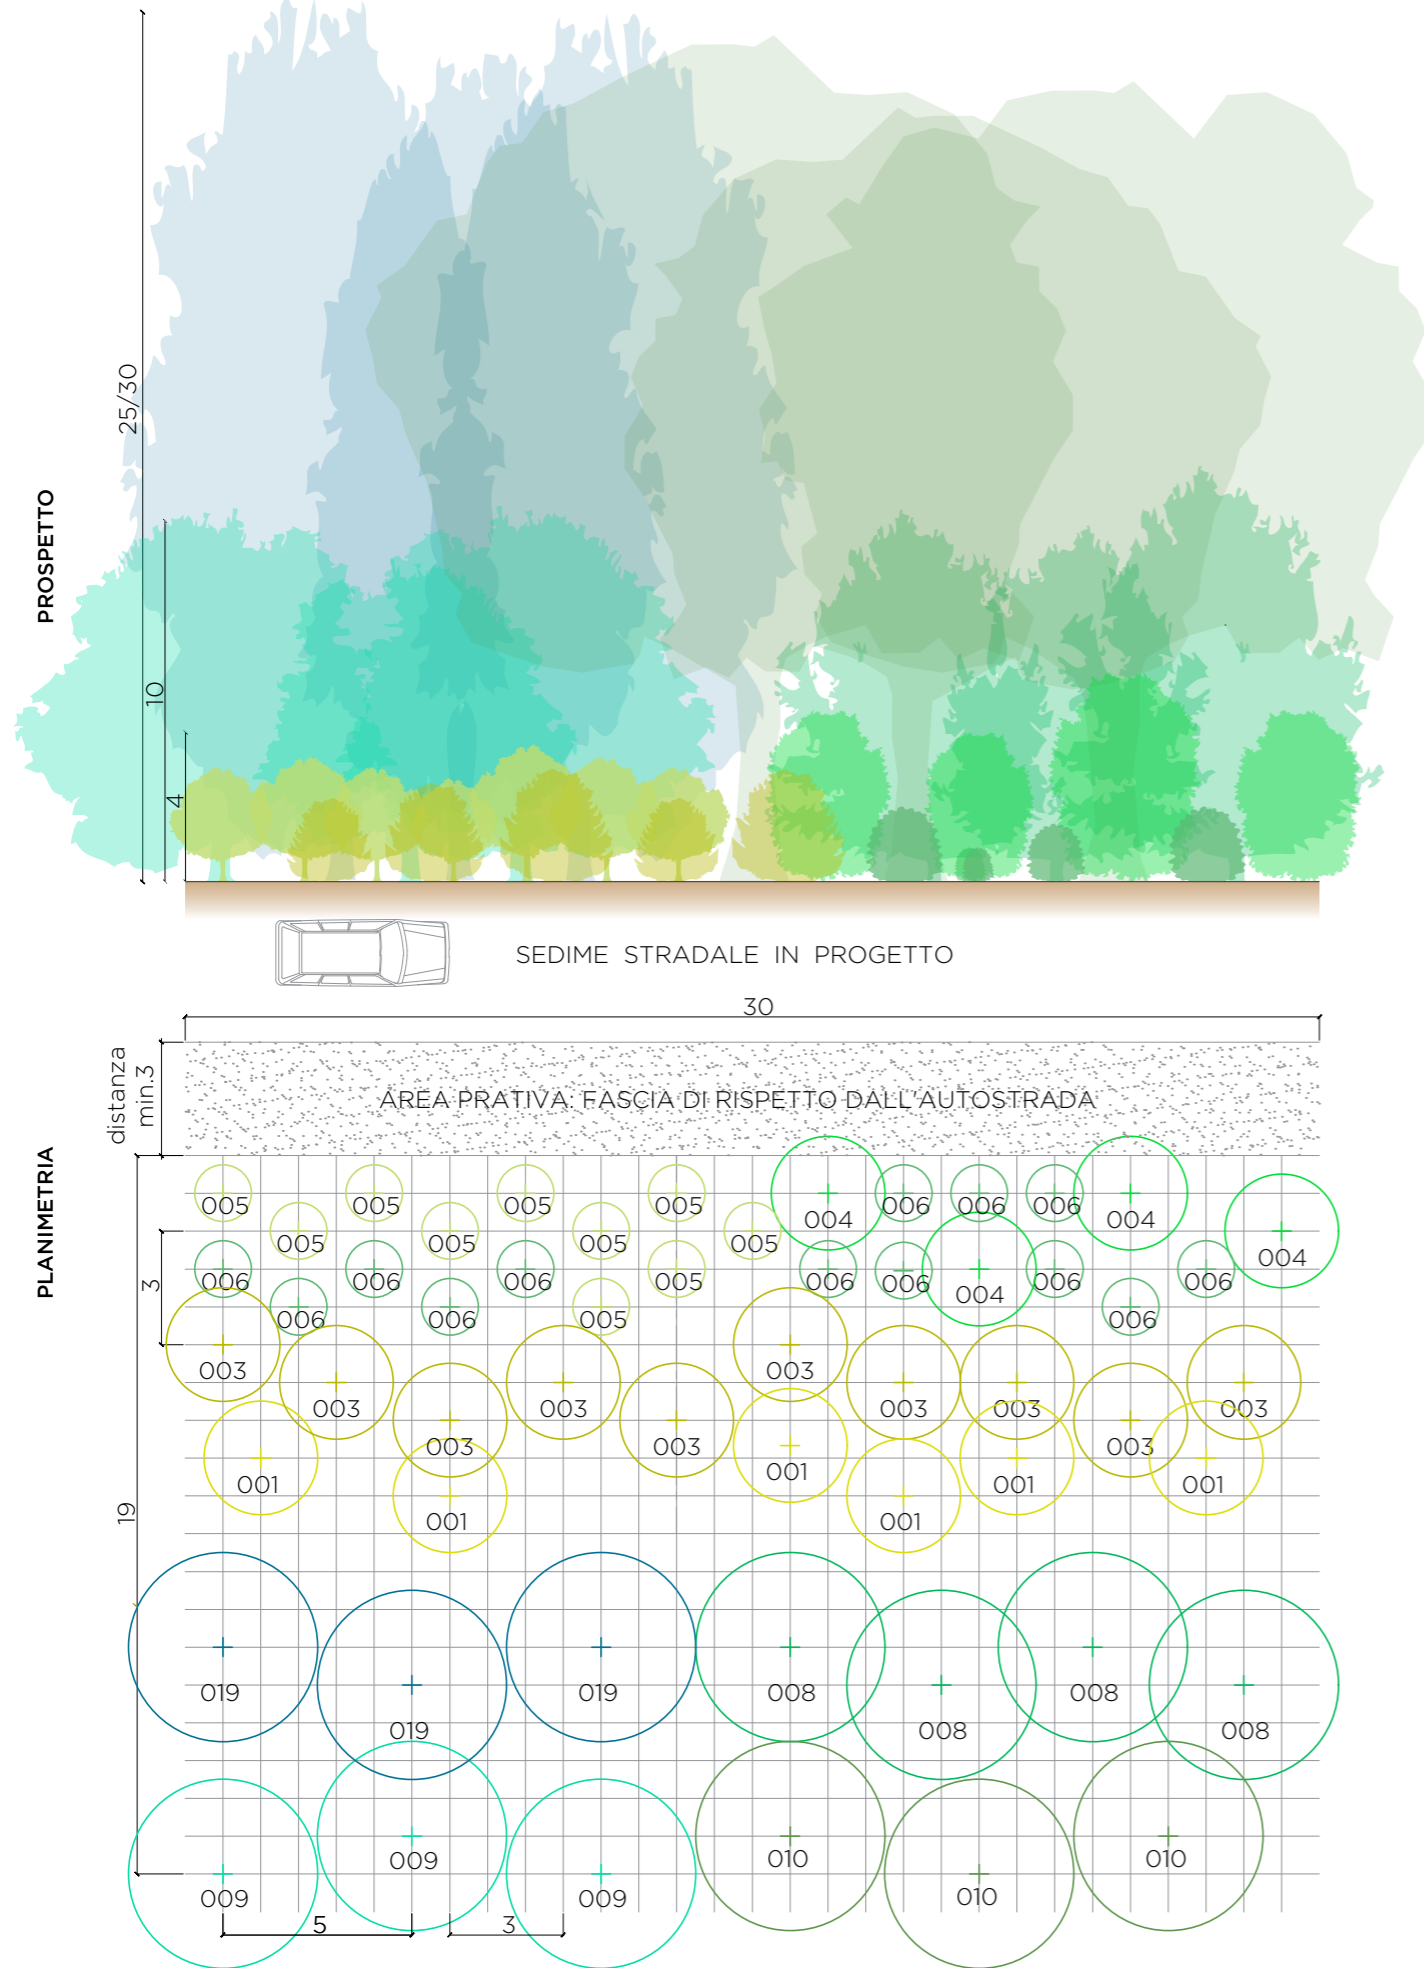 25/30
PROSPETTO
10
4
SEDIME STRADALE IN PROGETTO
30
distanza
min.3
AREA PRATIVA: FASCIA DI RISPETTO DALL'AUTOSTRADA
PLANIMETRIA
005 005 005 005 004 006 006 006 004
005 005 005 005 004
3
006 006 006 005 006 006 004 006 006
006 006 005 006
003 003
003 003 003 003 003
003 003 003
001 001 001 001
001 001
19
019 019 008 008
019 008 008
009 010 010
009 009 010
5
3